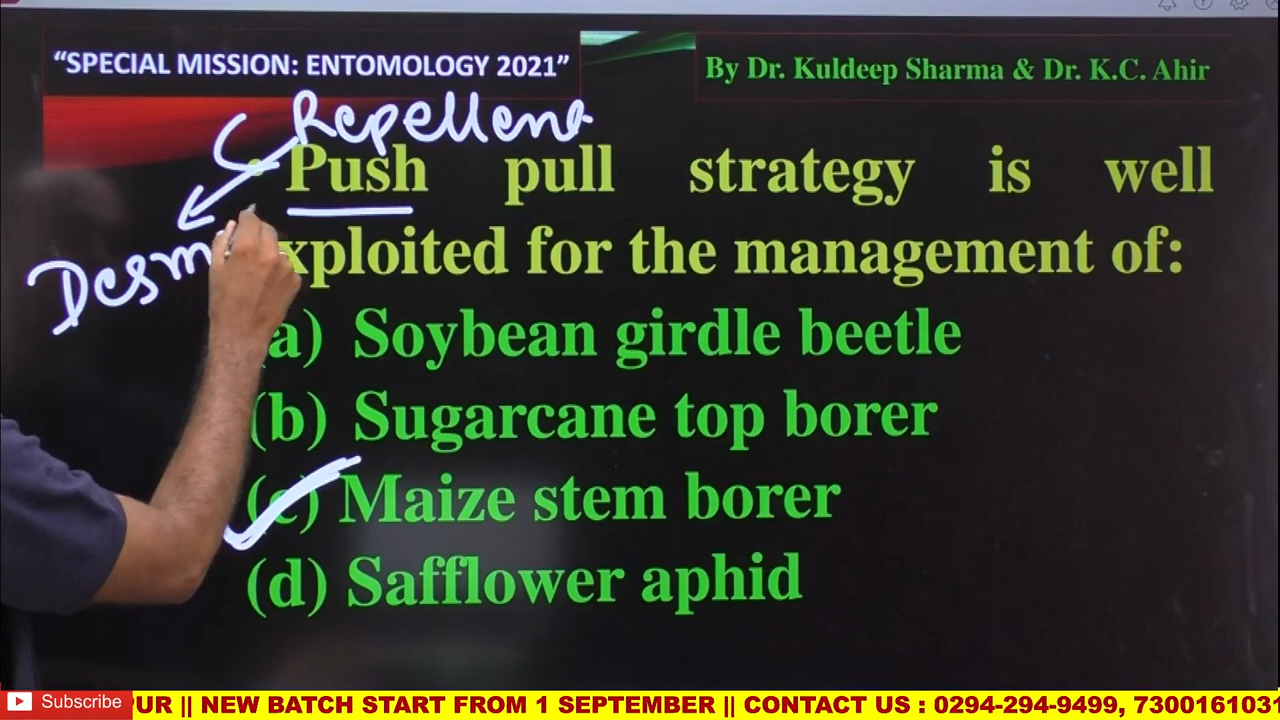 “SPECIAL MISSION: ENTOMOLOGY 2021”
By Dr. Kuldeep Sharma & Dr. K.C. Ahir
Repellent
Push pull strategy is well
xploited for the management of:
Desm
a) Soybean girdle beetle
(b) Sugarcane top borer
(c) Maize stem borer
(d) Safflower aphid
Subscribe
PUR || NEW BATCH START FROM 1 SEPTEMBER || CONTACT US : 0294-294-9499, 7300161031